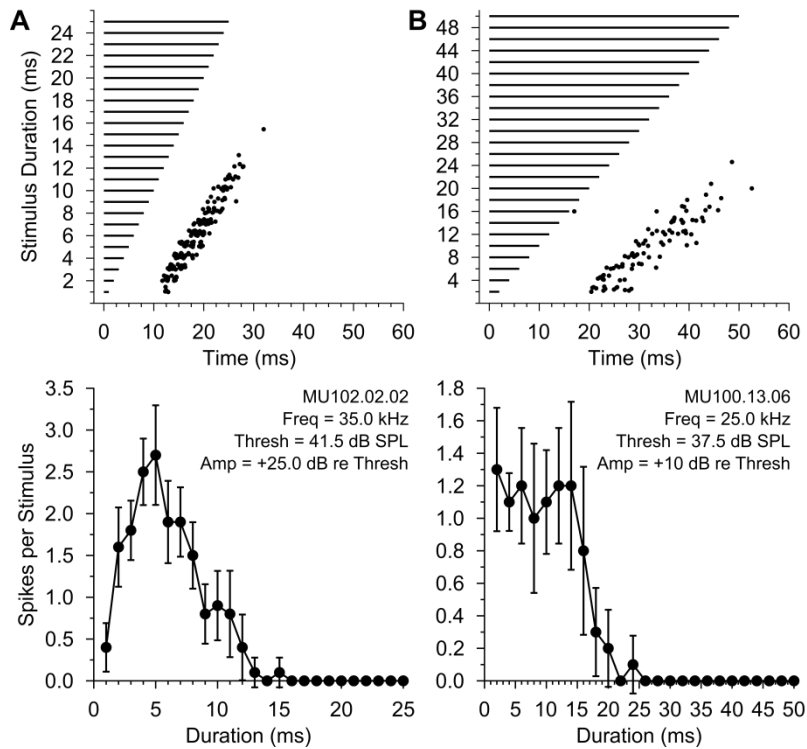 A
B
Stimulus Duration (ms)
24
22
20
18
16
14
12
10
8
6
4
2
0 10 20 30 40 50 60
Time (ms)
48
44
40
36
32
28
24
20
16
12
8
4
0 10 20 30 40 50 60
Time (ms)
Spikes per Stimulus
3.5
3.0
2.5
2.0
1.5
1.0
0.5
0.0
MU102.02.02
Freq = 35.0 kHz
Thresh = 41.5 dB SPL
Amp = +25.0 dB re Thresh
0 5 10 15 20 25
Duration (ms)
1.8
1.6
1.4
1.2
1.0
0.8
0.6
0.4
0.2
0.0
MU100.13.06
Freq = 25.0 kHz
Thresh = 37.5 dB SPL
Amp = +10 dB re Thresh
0 5 10 15 20 25 30 35 40 45 50
Duration (ms)